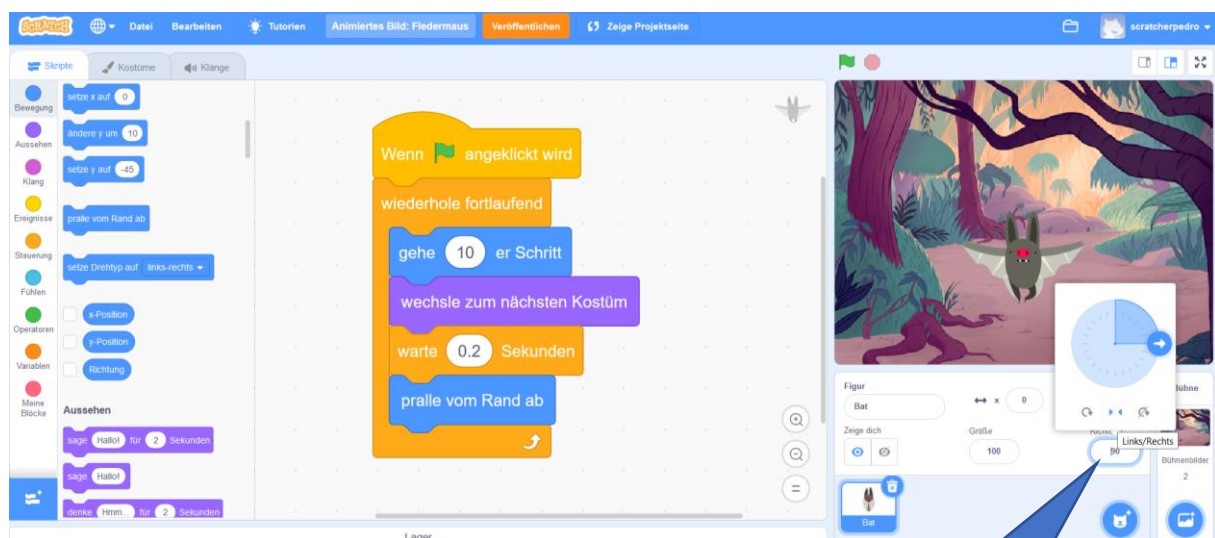 SCRATCH Datei Bearbeiten Tutorien Animiertes Bild: Fledermaus Veröffentlichen Zeige Projektseite scratcherpedro
Skripte Kostüme Klänge
Bewegung
Aussehen
Klang
Ereignisse
Steuerung
Fühlen
Operatoren
Variablen
Meine
Blöcke
setze x auf 0
ändere y um 10
setze y auf -45
pralle vom Rand ab
setze Drehtyp auf links-rechts
x-Position
y-Position
Richtung
Aussehen
sage Hallo! für 2 Sekunden
sage Hallo!
denke Hmm... für 2 Sekunden
Wenn angeklickt wird
wiederhole fortlaufend
gehe 10 er Schritt
wechsle zum nächsten Kostüm
warte 0.2 Sekunden
pralle vom Rand ab
Lager
Figur
Bat x 0
Zeige dich Größe
100 90
Links/Rechts
Bat
Bühne
Bühnenbilder
2